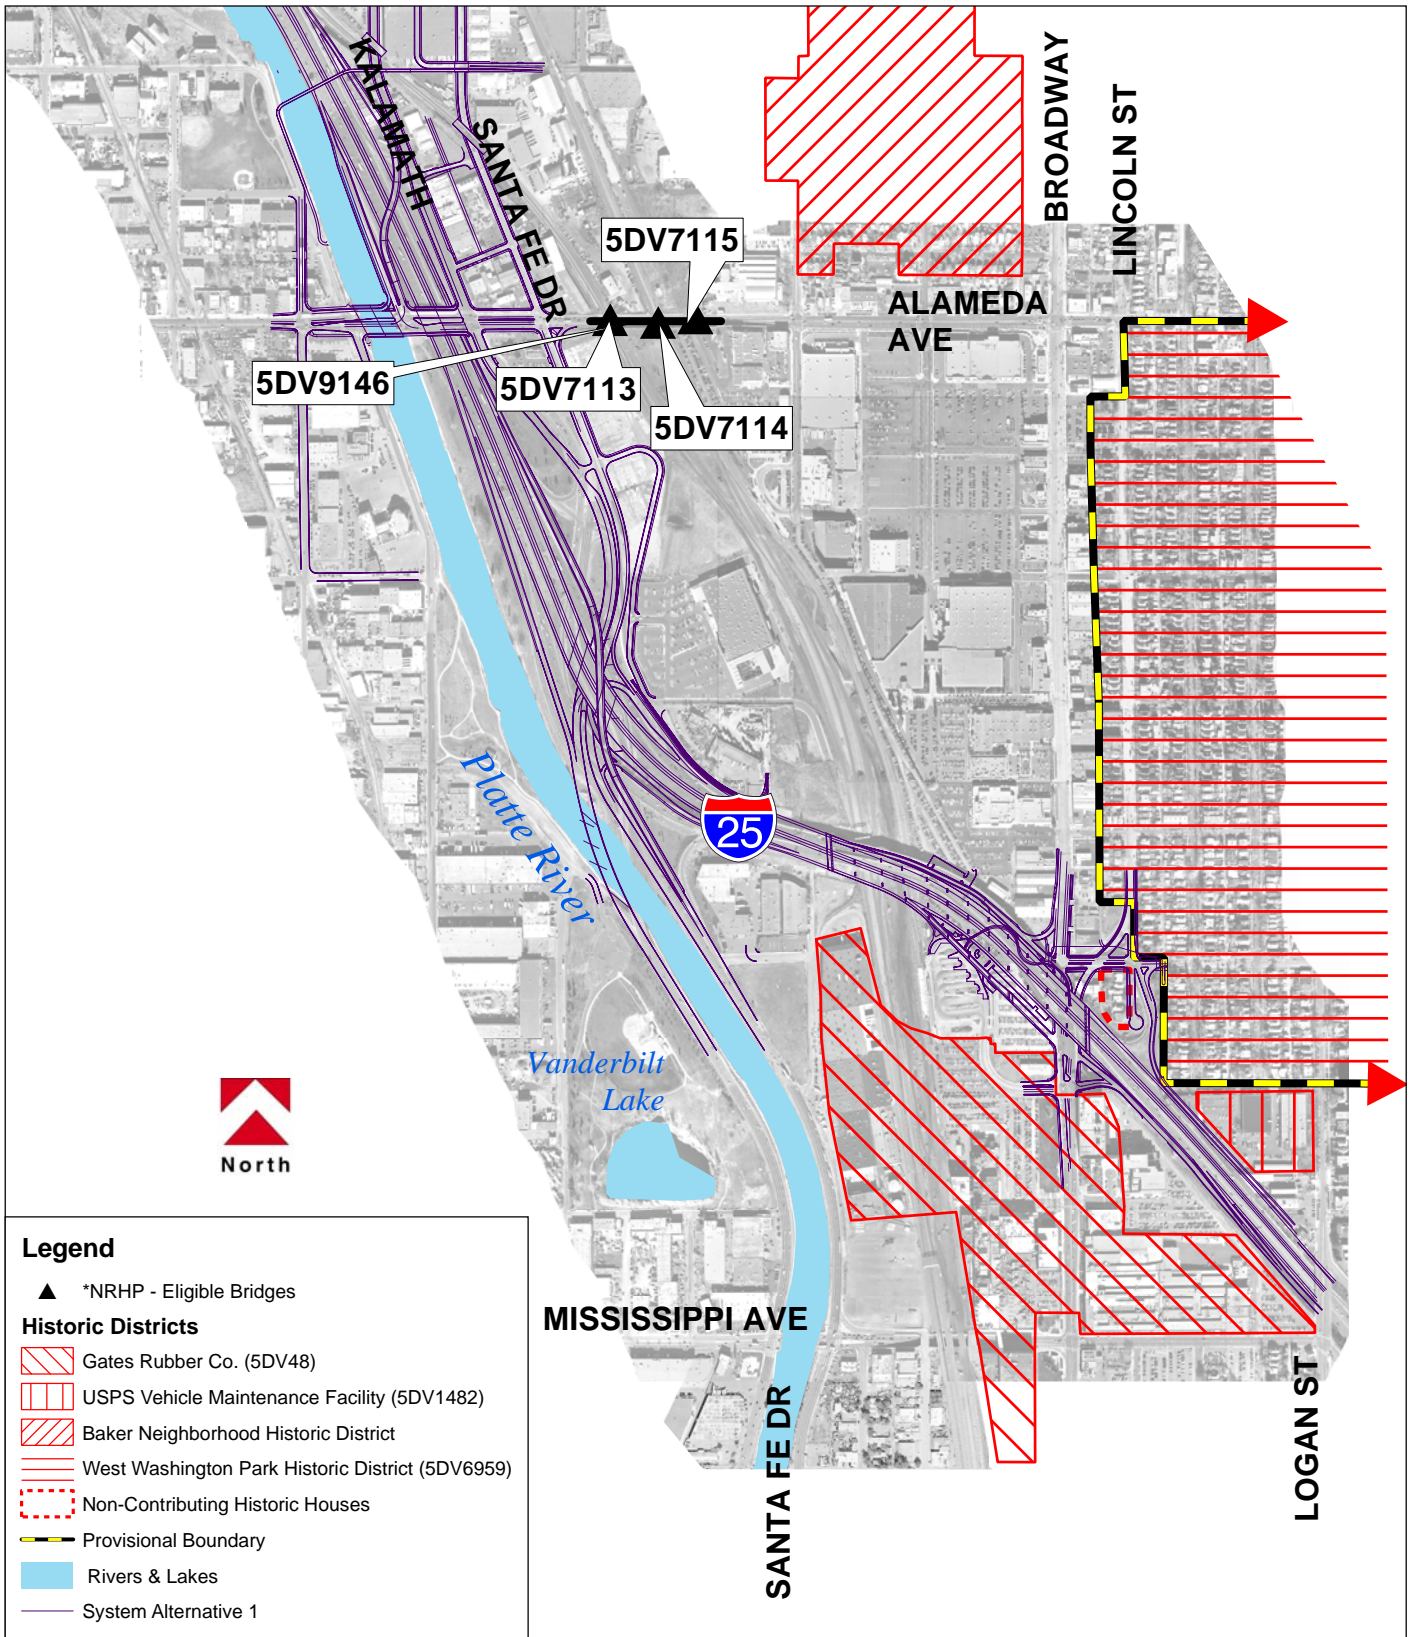 KALAMATH
SANTA FE DR
BROADWAY
LINCOLN ST
5DV7115
ALAMEDA
AVE
5DV9146
5DV7113
5DV7114
Platte River
25
Vanderbilt
Lake
North
MISSISSIPPI AVE
SANTA FE DR
LOGAN ST
Legend
*NRHP - Eligible Bridges
Historic Districts
Gates Rubber Co. (5DV48)
USPS Vehicle Maintenance Facility (5DV1482)
Baker Neighborhood Historic District
West Washington Park Historic District (5DV6959)
Non-Contributing Historic Houses
Provisional Boundary
Rivers & Lakes
System Alternative 1